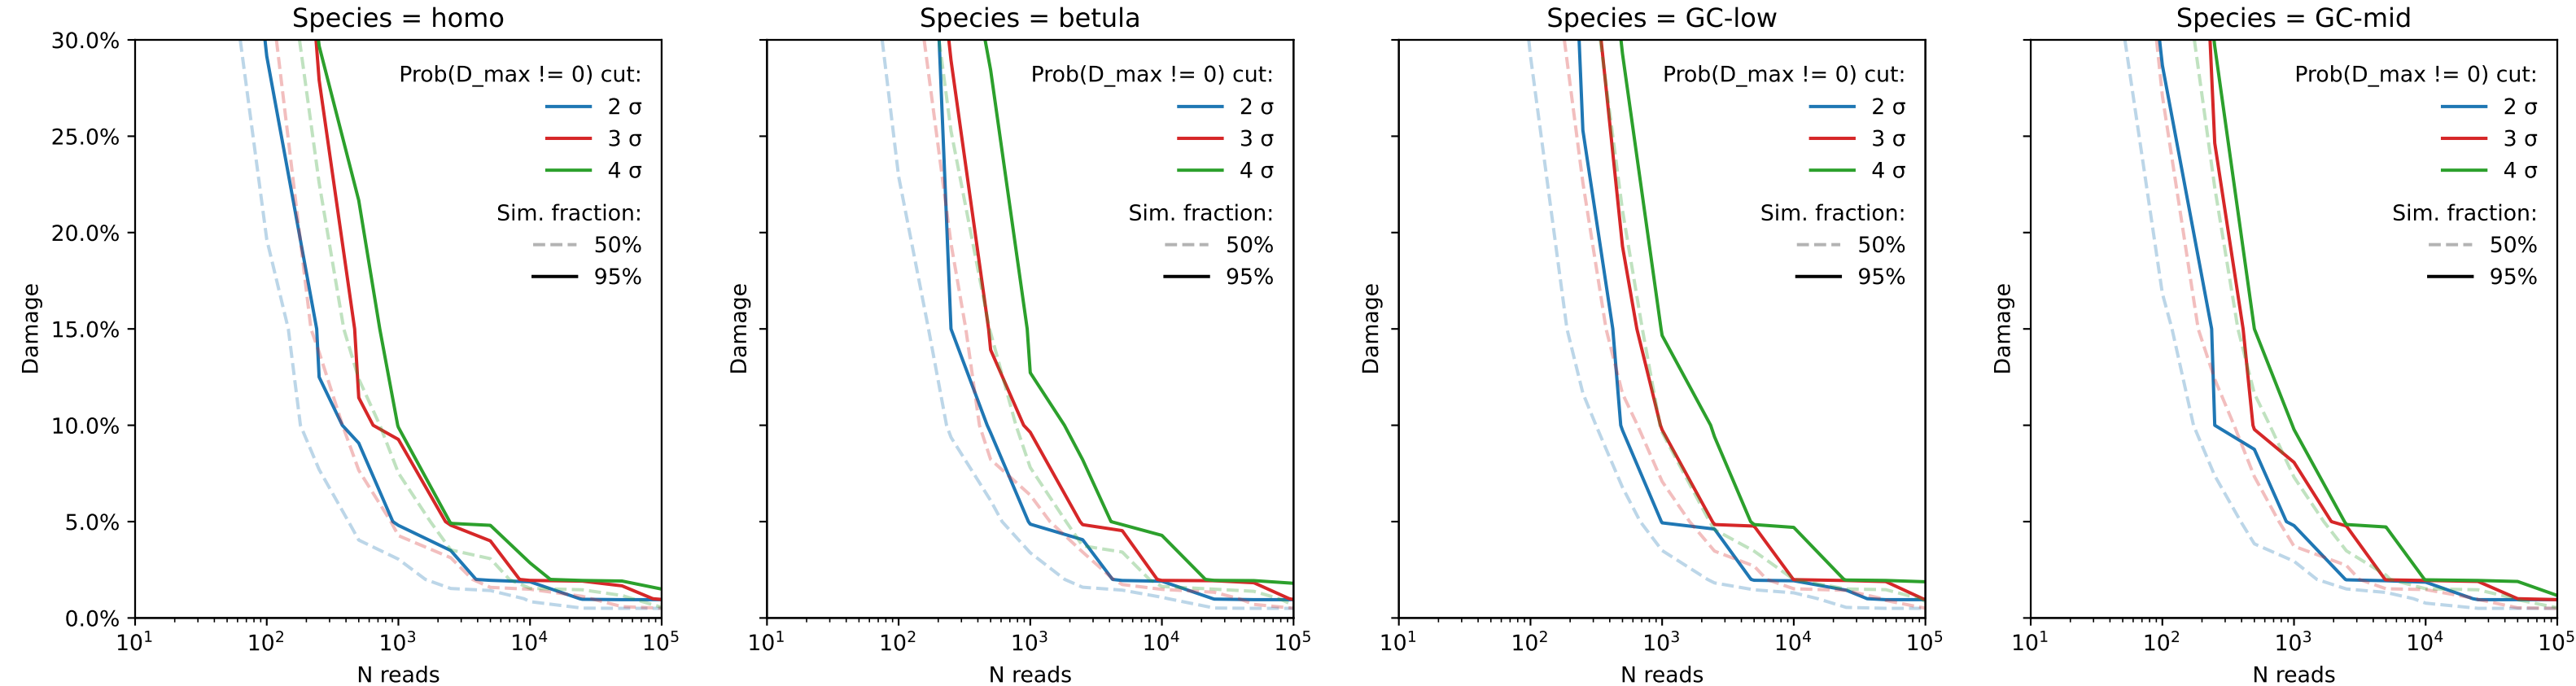 Species = homo
Damage
30.0%
25.0%
20.0%
15.0%
10.0%
5.0%
0.0%
Prob(D_max != 0) cut:
2 σ
3 σ
4 σ
Sim. fraction:
50%
95%
10¹ 10² 10³ 10⁴ 10⁵
N reads
Species = betula
Damage
Prob(D_max != 0) cut:
2 σ
3 σ
4 σ
Sim. fraction:
50%
95%
10¹ 10² 10³ 10⁴ 10⁵
N reads
Species = GC-low
Damage
Prob(D_max != 0) cut:
2 σ
3 σ
4 σ
Sim. fraction:
50%
95%
10¹ 10² 10³ 10⁴ 10⁵
N reads
Species = GC-mid
Damage
Prob(D_max != 0) cut:
2 σ
3 σ
4 σ
Sim. fraction:
50%
95%
10¹ 10² 10³ 10⁴ 10⁵
N reads